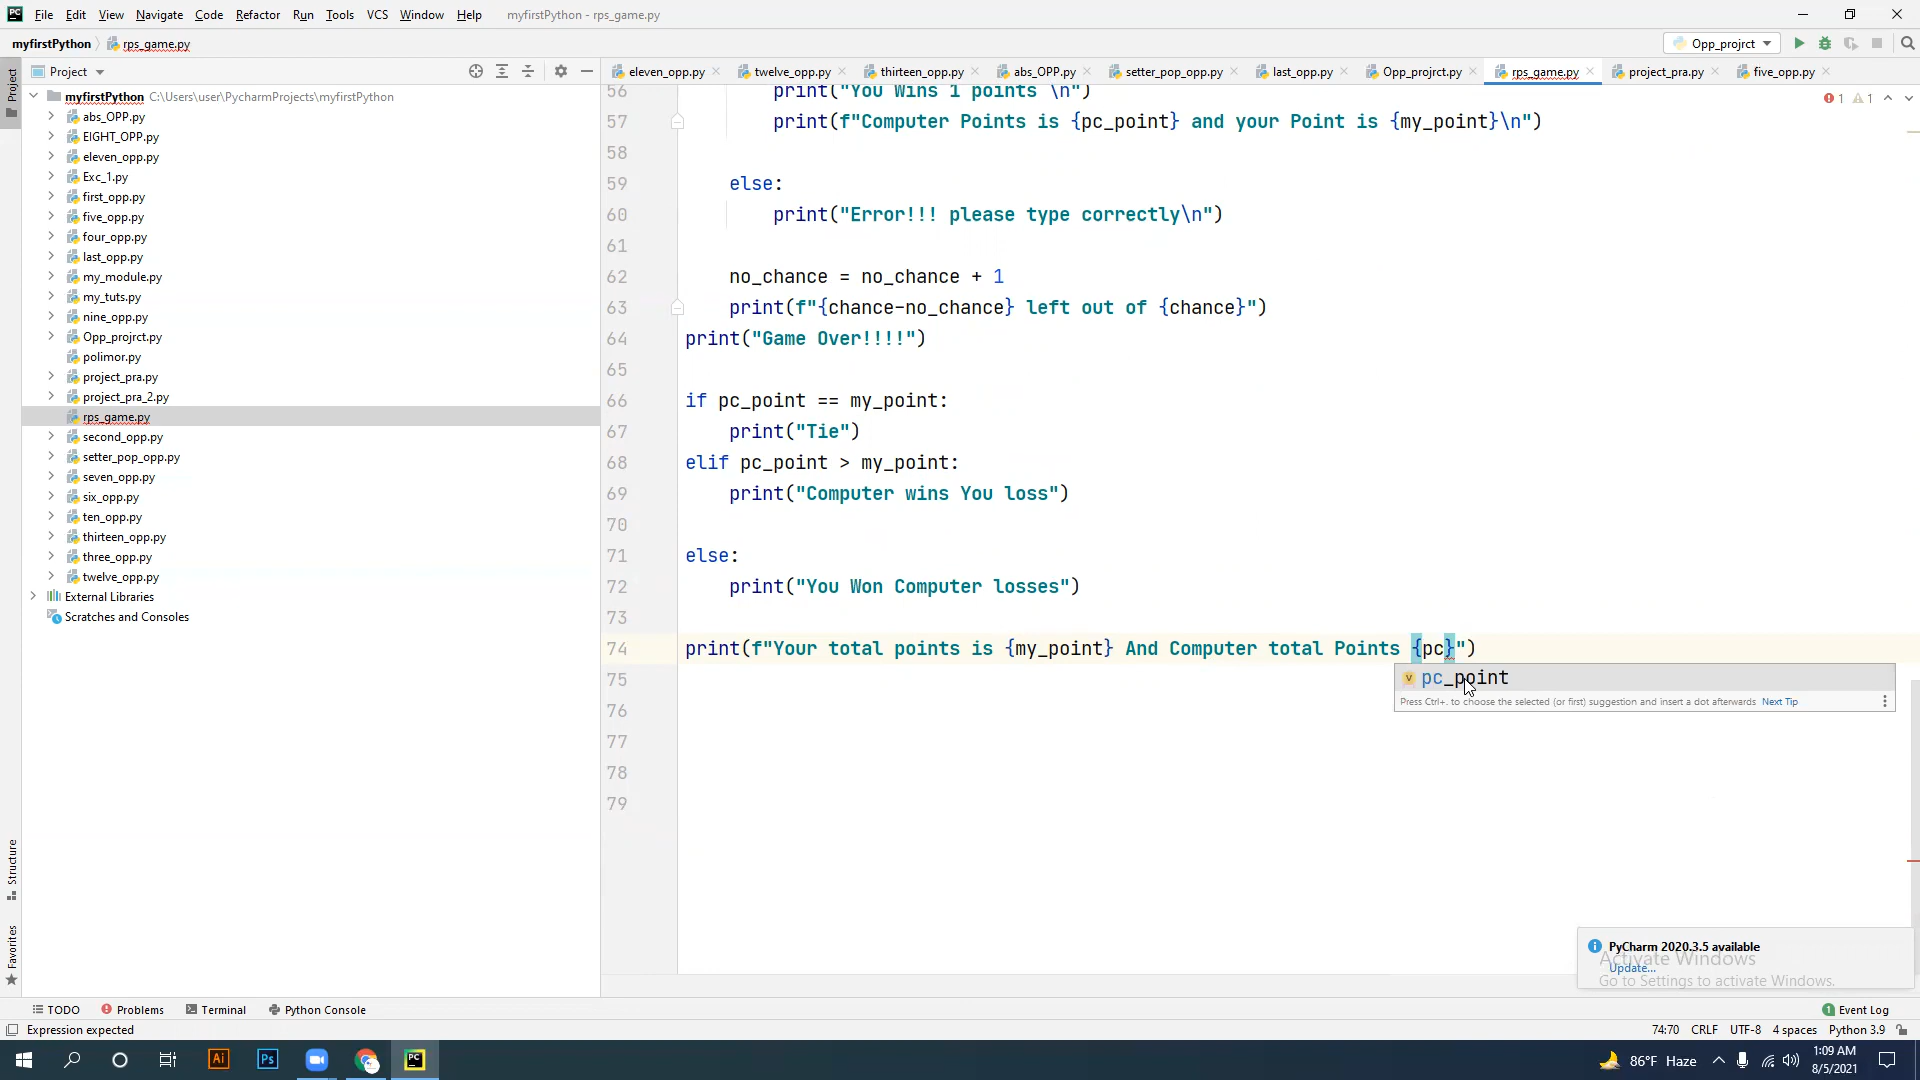 File Edit View Navigate Code Refactor Run Tools VCS Window Help myfirstPython - rps_game.py
myfirstPython rps_game.py Opp_projrct
Project
Project
eleven_opp.py twelve_opp.py thirteen_opp.py abs_OPP.py setter_pop_opp.py last_opp.py Opp_projrct.py rps_game.py project_pra.py five_opp.py
myfirstPython C:\Users\user\PycharmProjects\myfirstPython
abs_OPP.py
EIGHT_OPP.py
eleven_opp.py
Exc_1.py
first_opp.py
five_opp.py
four_opp.py
last_opp.py
my_module.py
my_tuts.py
nine_opp.py
Opp_projrct.py
polimor.py
project_pra.py
project_pra_2.py
rps_game.py
second_opp.py
setter_pop_opp.py
seven_opp.py
six_opp.py
ten_opp.py
thirteen_opp.py
three_opp.py
twelve_opp.py
External Libraries
Scratches and Consoles
1 1
56 print("You Wins 1 points \n")
57 print(f"Computer Points is {pc_point} and your Point is {my_point}\n")
58
59 else:
60 print("Error!!! please type correctly\n")
61
62 no_chance = no_chance + 1
63 print(f"{chance-no_chance} left out of {chance}")
64 print("Game Over!!!!")
65
66 if pc_point == my_point:
67 print("Tie")
68 elif pc_point > my_point:
69 print("Computer wins You loss")
70
71 else:
72 print("You Won Computer losses")
73
74 print(f"Your total points is {my_point} And Computer total Points {pc}")
75
76
77
78
79
v pc_point
Press Ctrl+. to choose the selected (or first) suggestion and insert a dot afterwards Next Tip
Structure
Favorites
PyCharm 2020.3.5 available
Update...
Activate Windows
Go to Settings to activate Windows.
TODO Problems Terminal Python Console 1 Event Log
Expression expected 74:70 CRLF UTF-8 4 spaces Python 3.9
Ai Ps PC 86°F Haze 1:09 AM
8/5/2021